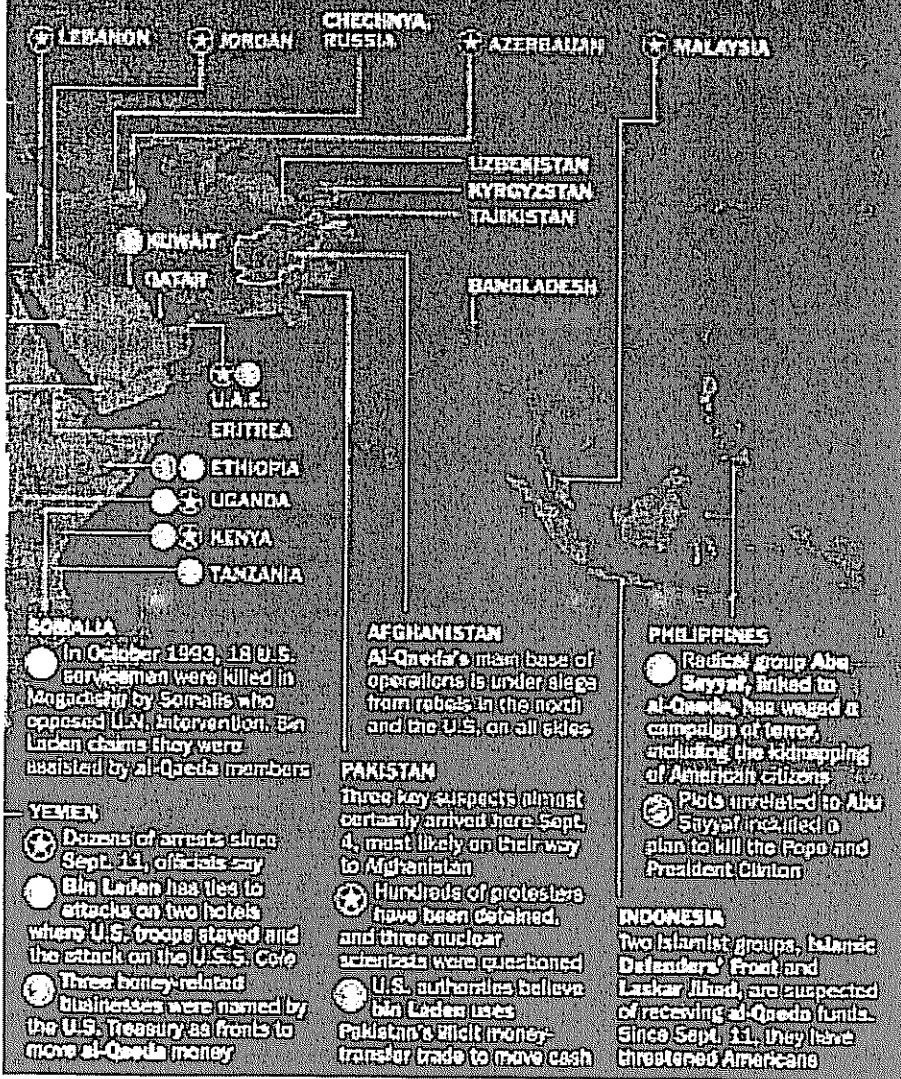 LEBANON
JORDAN
CHECHNYA,
RUSSIA
AZERBAIJAN
MALAYSIA
UZBEKISTAN
KYRGYZSTAN
TAJIKISTAN
KUWAIT
QATAR
BANGLADESH
U.A.E.
ERITREA
ETHIOPIA
UGANDA
KENYA
TANZANIA
SOMALIA
In October 1993, 18 U.S.
servicemen were killed in
Mogadishu by Somalis who
opposed U.N. intervention. Bin
Laden claims they were
assisted by al-Qaeda members
YEMEN
Dozens of arrests since
Sept. 11, officials say
Bin Laden has ties to
attacks on two hotels
where U.S. troops stayed and
the attack on the U.S.S. Cole
Three honey-related
businesses were named by
the U.S. Treasury as fronts to
move al-Qaeda money
AFGHANISTAN
Al-Qaeda's main base of
operations is under siege
from rebels in the north
and the U.S. on all sides
PAKISTAN
Three key suspects almost
certainly arrived here Sept.
4, most likely on their way
to Afghanistan
Hundreds of protesters
have been detained,
and three nuclear
scientists were questioned
U.S. authorities believe
bin Laden uses
Pakistan's illicit money-
transfer trade to move cash
PHILIPPINES
Radical group Abu
Sayyaf, linked to
al-Qaeda, has waged a
campaign of terror,
including the kidnapping
of American citizens
Plots unrelated to Abu
Sayyaf included a
plan to kill the Pope and
President Clinton
INDONESIA
Two Islamist groups, Islamic
Defenders' Front and
Laskar Jihad, are suspected
of receiving al-Qaeda funds.
Since Sept. 11, they have
threatened Americans